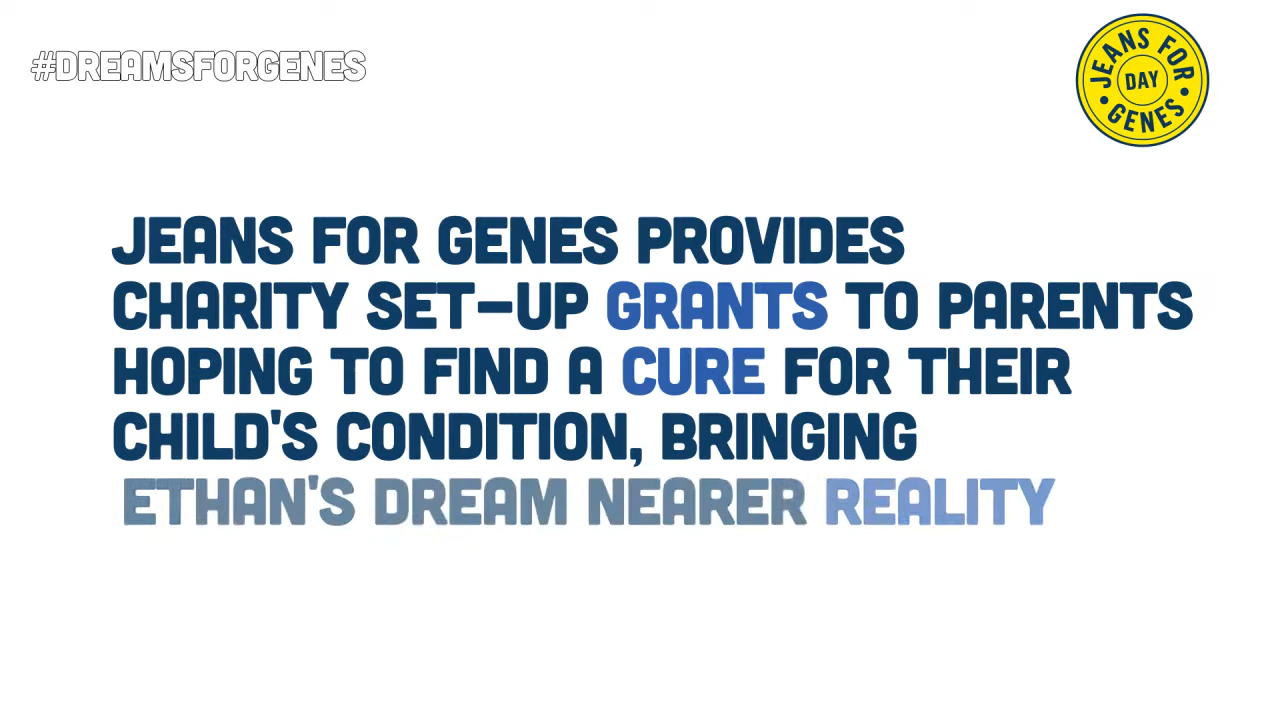 #DREAMSFORGENES
JEANS FOR
DAY
GENES
JEANS FOR GENES PROVIDES
CHARITY SET-UP GRANTS TO PARENTS
HOPING TO FIND A CURE FOR THEIR
CHILD'S CONDITION, BRINGING
ETHAN'S DREAM NEARER REALITY